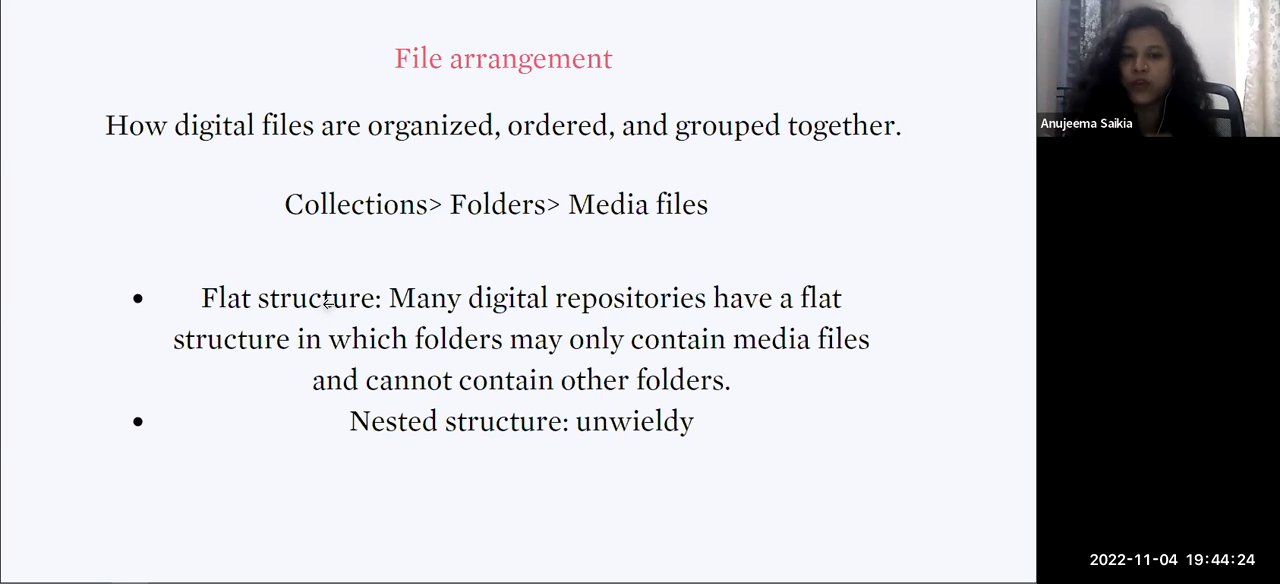 File arrangement
How digital files are organized, ordered, and grouped together.
Collections> Folders> Media files
• Flat structure: Many digital repositories have a flat
structure in which folders may only contain media files
and cannot contain other folders.
• Nested structure: unwieldy
Anujeema Saikia
2022-11-04 19:44:24